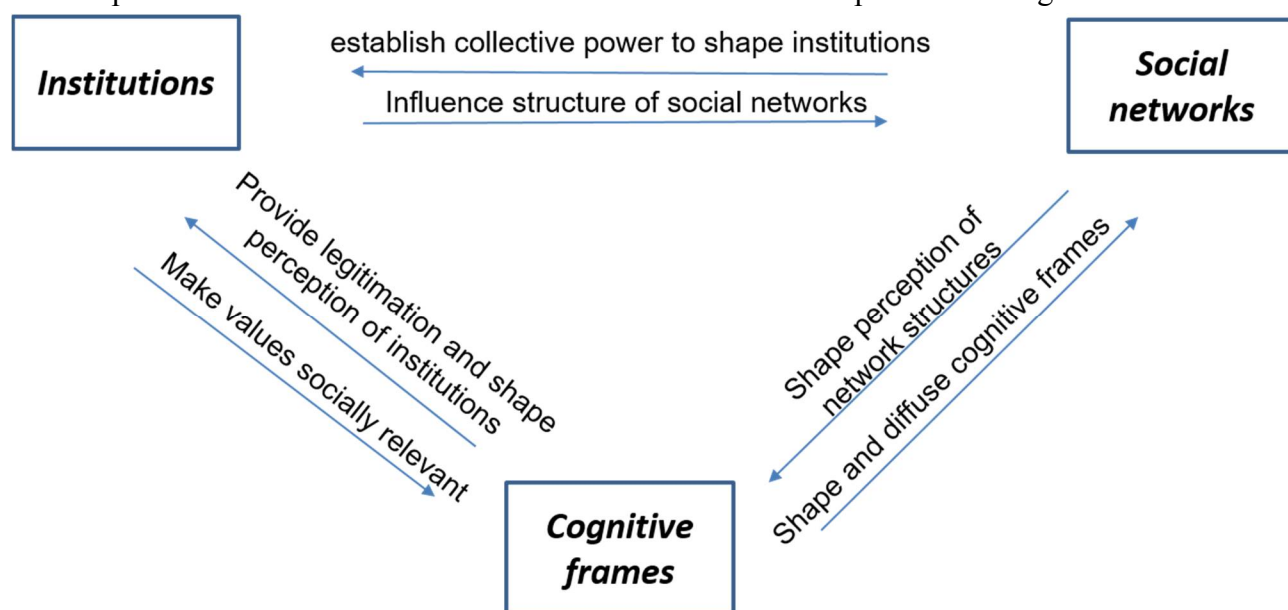 establish collective power to shape institutions
Institutions
Social
networks
Influence structure of social networks
Provide legitimation and shape
perception of institutions
Make values socially relevant
Shape perception of
network structures
Shape and diffuse cognitive frames
Cognitive
frames